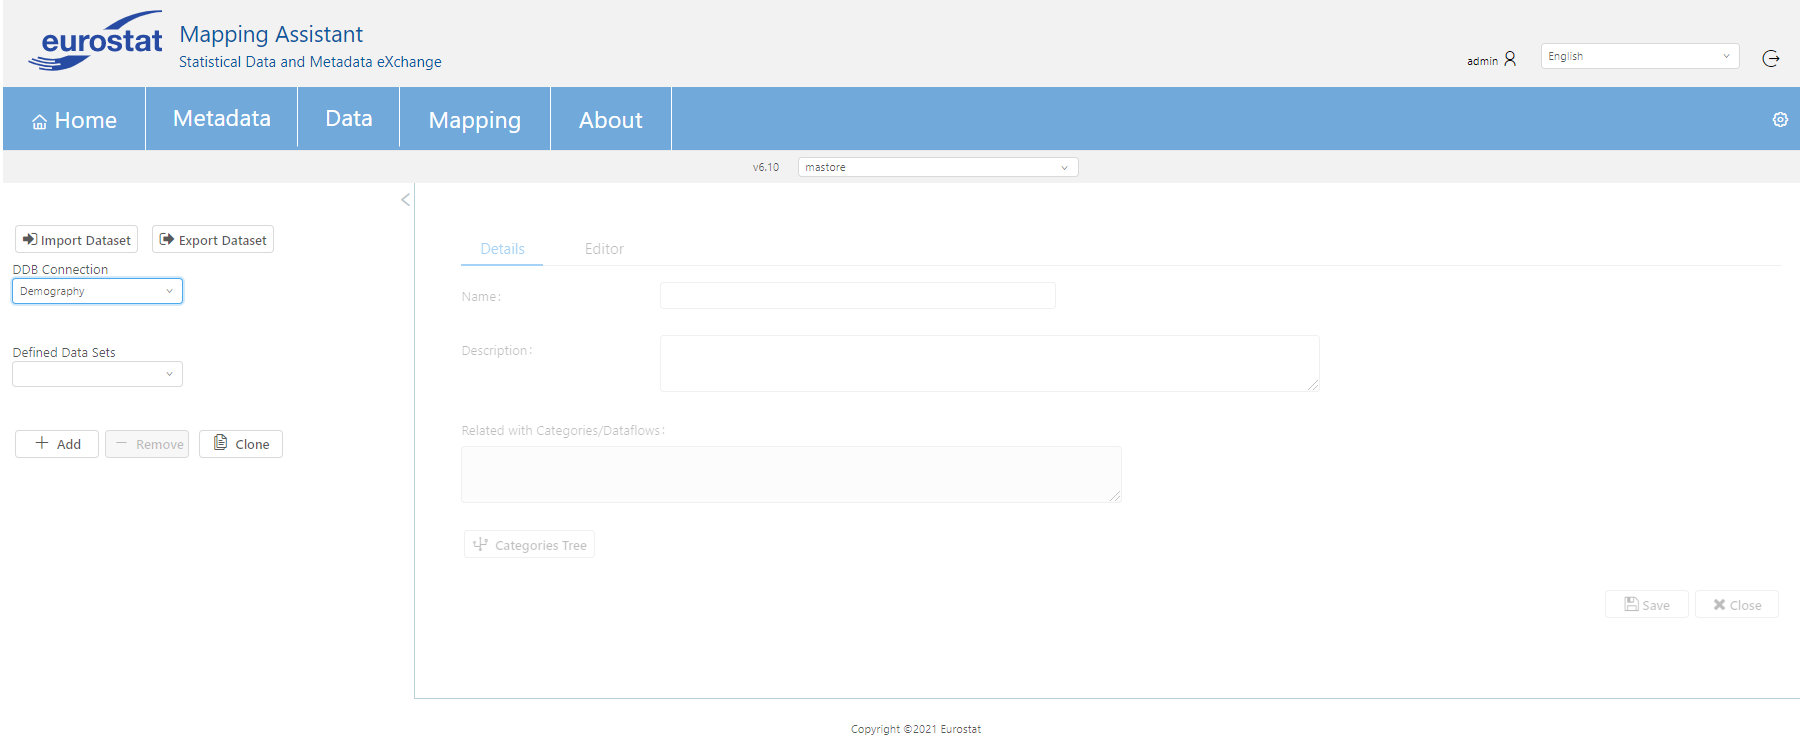 eurostat
Mapping Assistant
Statistical Data and Metadata eXchange
admin
English
Home
Metadata
Data
Mapping
About
v6.10
mastore
Import Dataset
Export Dataset
DDB Connection
Demography
Defined Data Sets
Add
Remove
Clone
Details
Editor
Name:
Description:
Related with Categories/Dataflows:
Categories Tree
Save
Close
Copyright ©2021 Eurostat